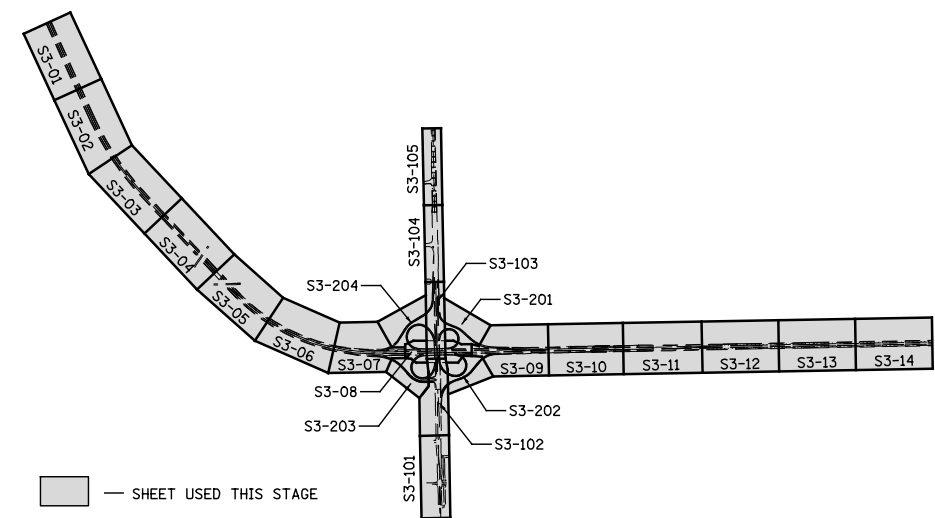 S3-01
S3-02
S3-03
S3-04
S3-05
S3-06
S3-07
S3-08
S3-203
S3-204
S3-105
S3-104
S3-103
S3-201
S3-09
S3-10
S3-11
S3-12
S3-13
S3-14
S3-202
S3-102
S3-101
— SHEET USED THIS STAGE